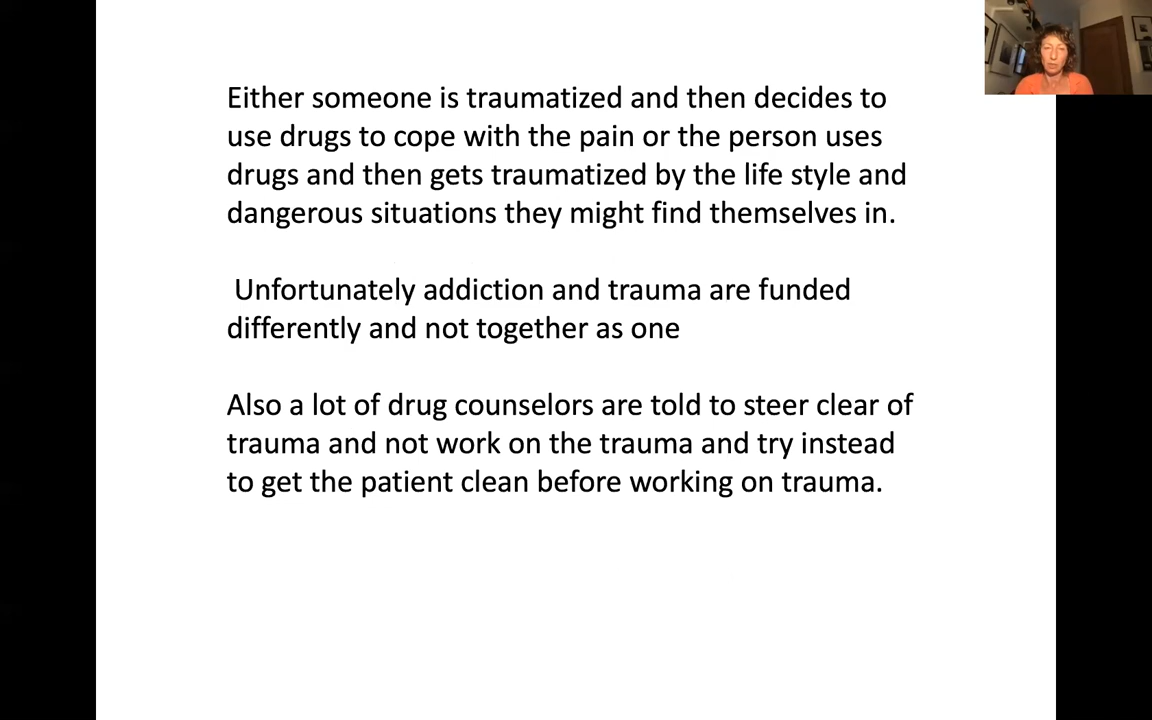 Either someone is traumatized and then decides to
use drugs to cope with the pain or the person uses
drugs and then gets traumatized by the life style and
dangerous situations they might find themselves in.
Unfortunately addiction and trauma are funded
differently and not together as one
Also a lot of drug counselors are told to steer clear of
trauma and not work on the trauma and try instead
to get the patient clean before working on trauma.